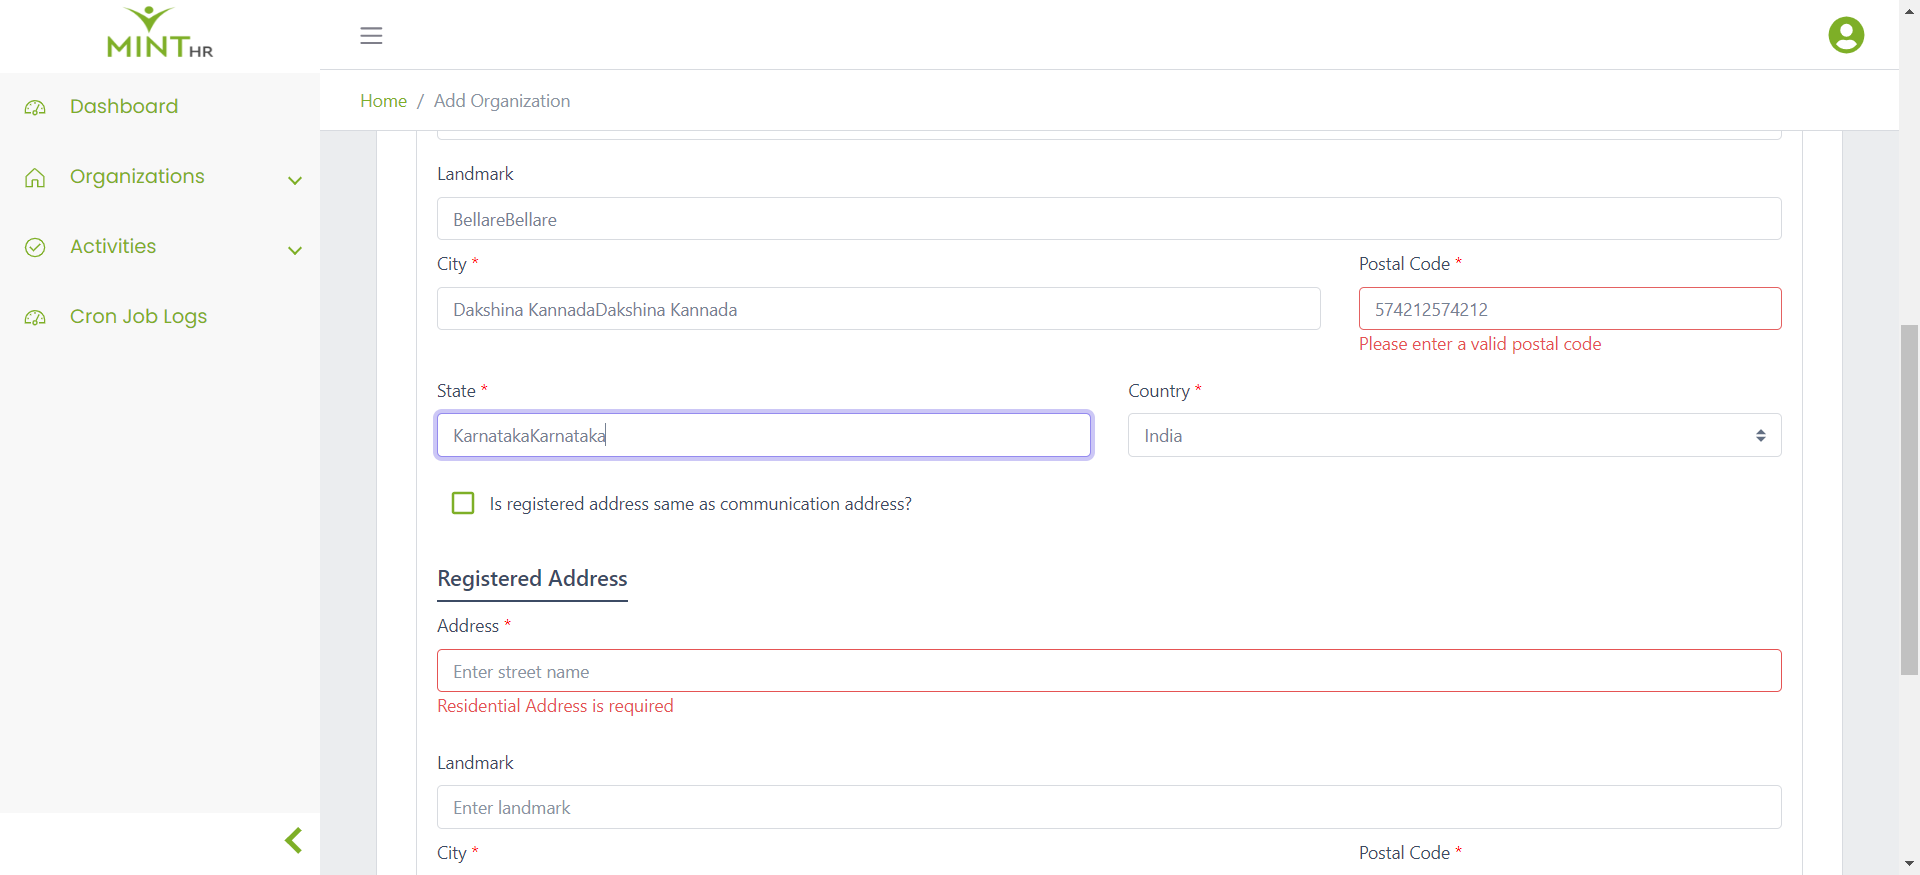 MINT HR
Dashboard
Organizations
Activities
Cron Job Logs
Home / Add Organization
Landmark
BellareBellare
City *
Postal Code *
Dakshina KannadaDakshina Kannada
574212574212
Please enter a valid postal code
State *
Country *
KarnatakaKarnataka
India
Is registered address same as communication address?
Registered Address
Address *
Enter street name
Residential Address is required
Landmark
Enter landmark
City *
Postal Code *